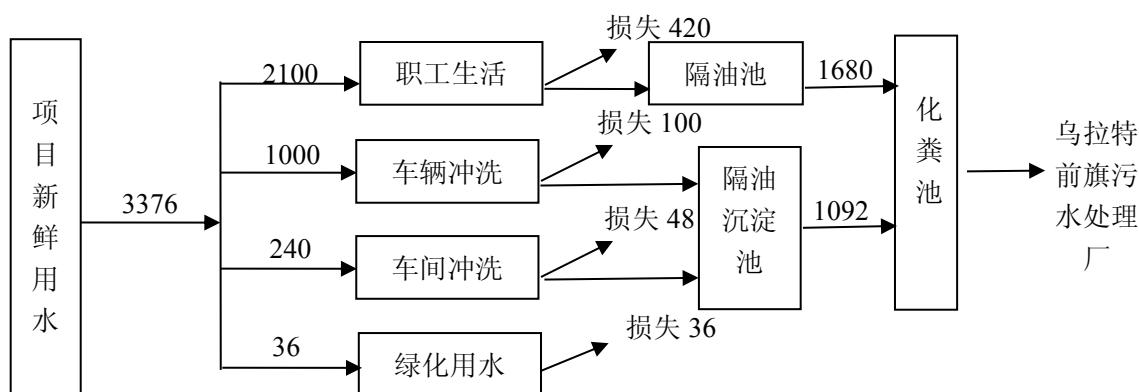 项
目
新
鲜
用
水
3376
2100
职工生活
损失 420
隔油池
1680
1000
车辆冲洗
损失 100
240
车间冲洗
损失 48
隔油
沉淀
池
1092
36
绿化用水
损失 36
化
粪
池
乌拉特
前旗污
水处理
厂